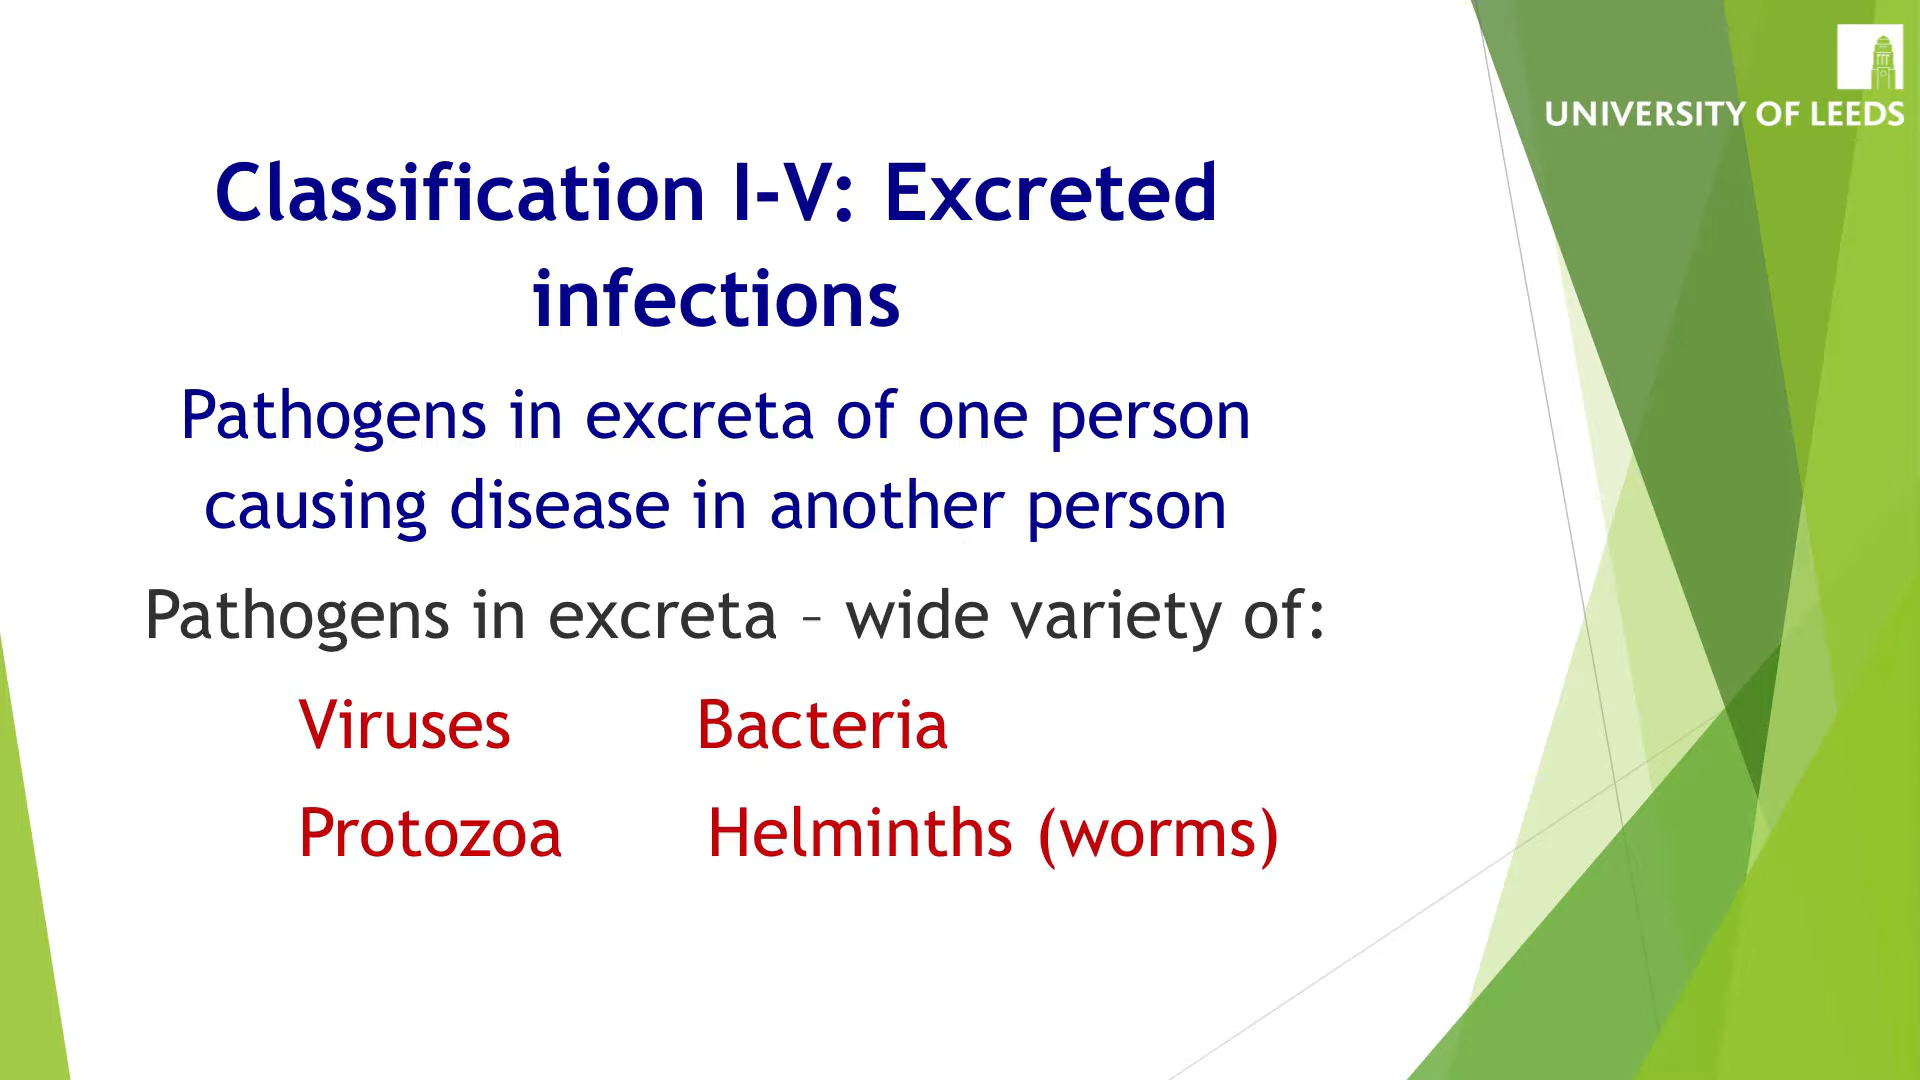 UNIVERSITY OF LEEDS
Classification I-V: Excreted
infections
Pathogens in excreta of one person
causing disease in another person
Pathogens in excreta – wide variety of:
Viruses Bacteria
Protozoa Helminths (worms)